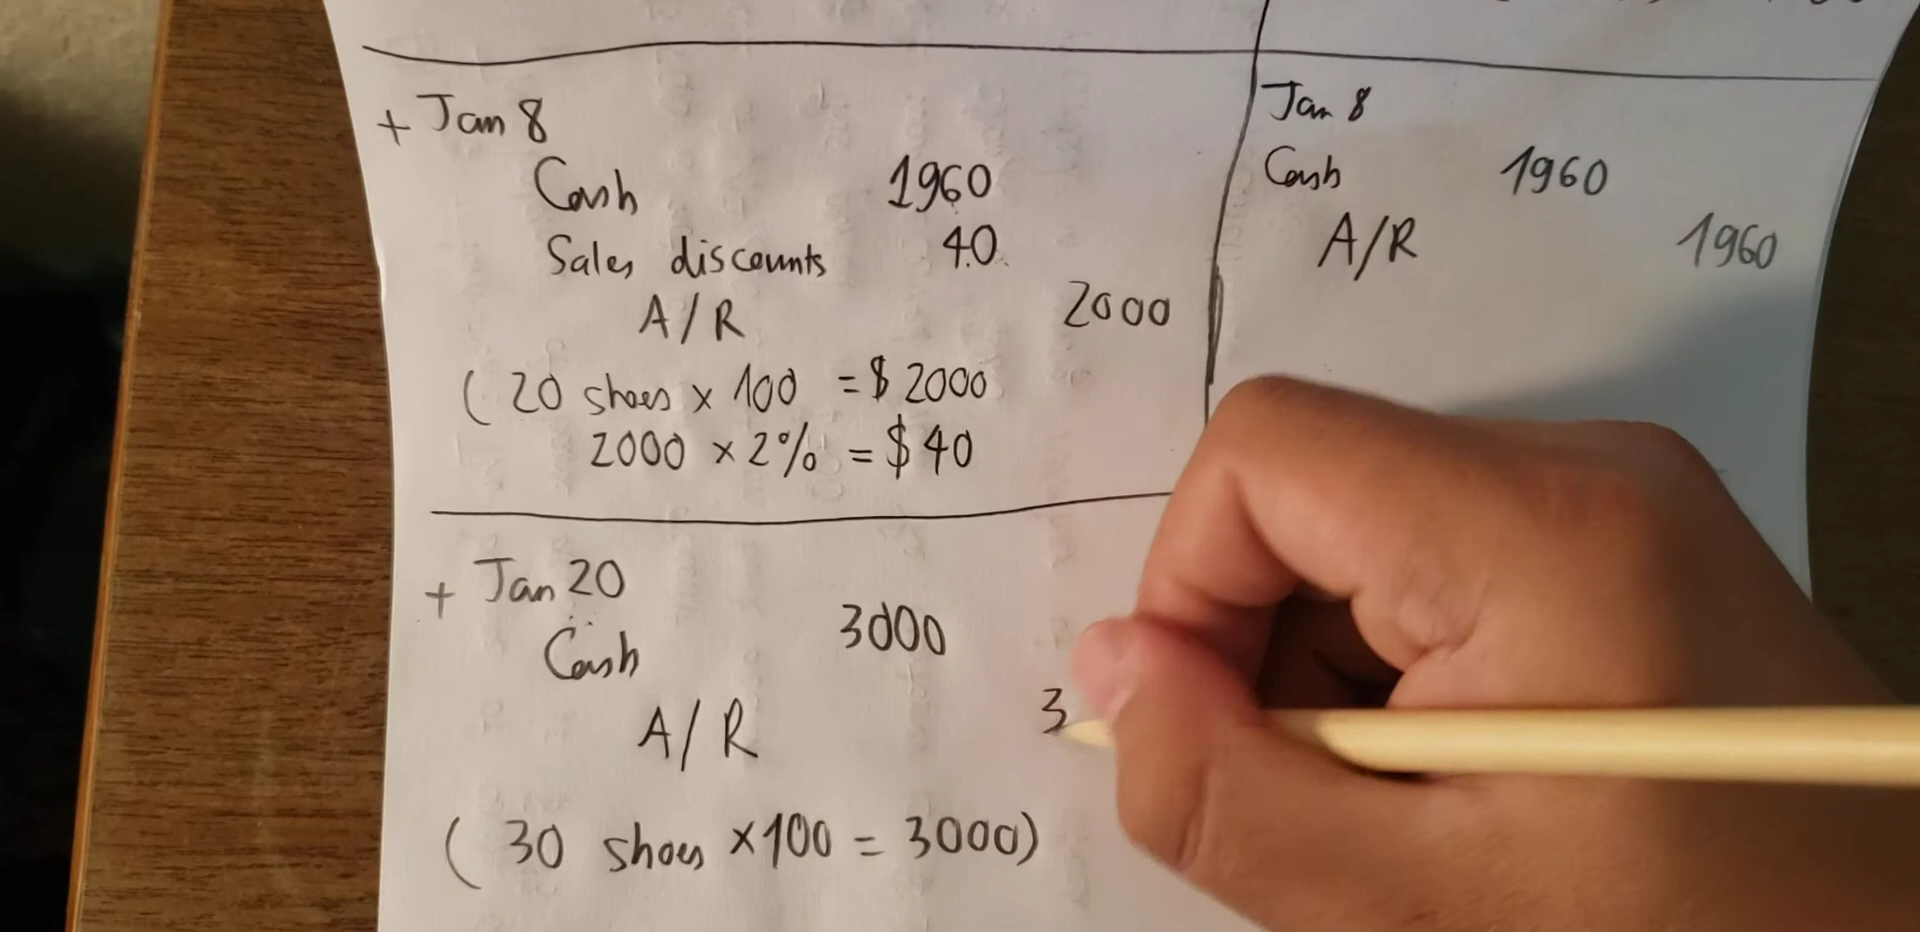 + Jan 8
Cash 1960
Sales discounts 40
A/R 2000
( 20 shoes x 100 = $ 2000
2000 x 2% = $ 40
Jan 8
Cash 1960
A/R 1960
+ Jan 20
Cash 3000
A/R 3
( 30 shoes x 100 = 3000)